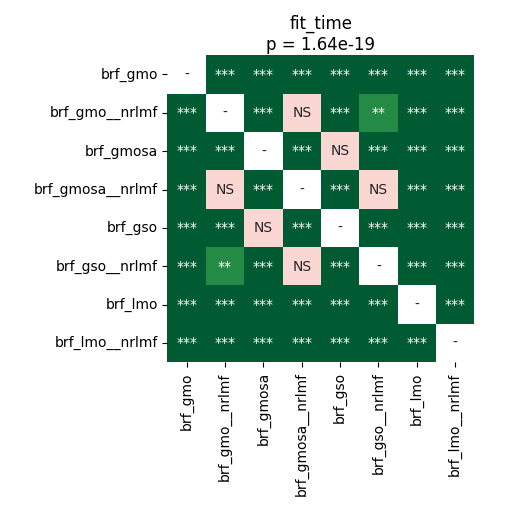 fit_time
p = 1.64e-19
brf_gmo - *** *** *** *** *** *** ***
brf_gmo__nrlmf *** - *** NS *** ** *** ***
brf_gmosa *** *** - *** NS *** *** ***
brf_gmosa__nrlmf *** NS *** - *** NS *** ***
brf_gso *** *** NS *** - *** *** ***
brf_gso__nrlmf *** ** *** NS *** - *** ***
brf_lmo *** *** *** *** *** *** - ***
brf_lmo__nrlmf *** *** *** *** *** *** *** -
brf_gmo
brf_gmo__nrlmf
brf_gmosa
brf_gmosa__nrlmf
brf_gso
brf_gso__nrlmf
brf_lmo
brf_lmo__nrlmf